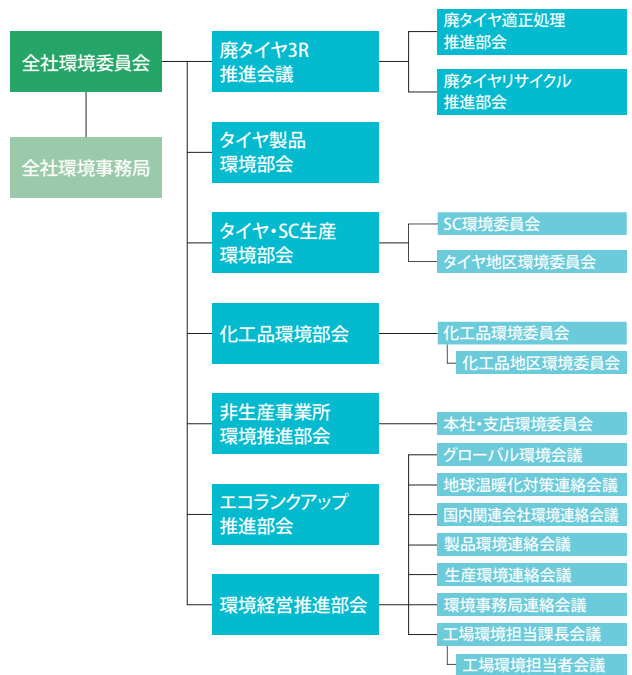 全社環境委員会
全社環境事務局
廃タイヤ3R
推進会議
廃タイヤ適正処理
推進部会
廃タイヤリサイクル
推進部会
タイヤ製品
環境部会
タイヤ・SC生産
環境部会
SC環境委員会
タイヤ地区環境委員会
化工品環境部会
化工品環境委員会
化工品地区環境委員会
非生産事業所
環境推進部会
本社・支店環境委員会
エコランクアップ
推進部会
環境経営推進部会
グローバル環境会議
地球温暖化対策連絡会議
国内関連会社環境連絡会議
製品環境連絡会議
生産環境連絡会議
環境事務局連絡会議
工場環境担当課長会議
工場環境担当者会議